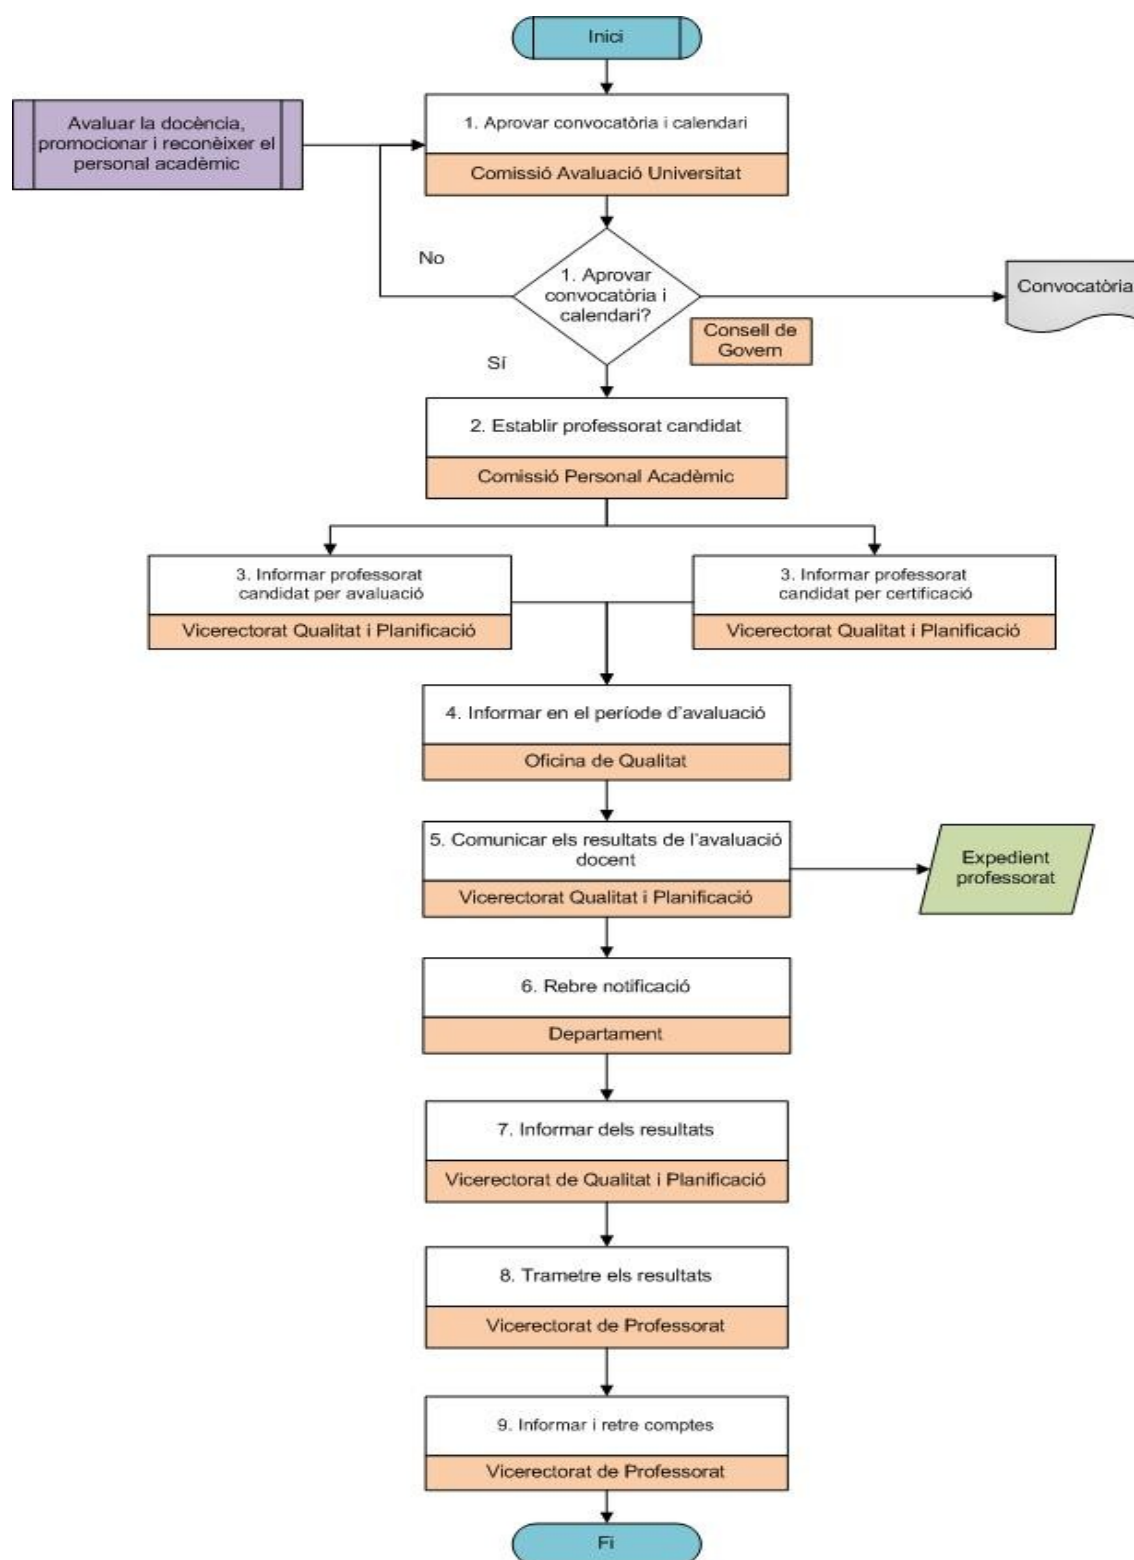 Inici
Avaluar la docència,
promocionar i reconèixer el
personal acadèmic
1. Aprovar convocatòria i calendari
Comissió Avaluació Universitat
No
1. Aprovar
convocatòria i
calendari?
Convocatòria
Consell de
Govern
Sí
2. Establir professorat candidat
Comissió Personal Acadèmic
3. Informar professorat
candidat per avaluació
Vicerectorat Qualitat i Planificació
3. Informar professorat
candidat per certificació
Vicerectorat Qualitat i Planificació
4. Informar en el període d'avaluació
Oficina de Qualitat
5. Comunicar els resultats de l'avaluació
docent
Vicerectorat Qualitat i Planificació
Expedient
professorat
6. Rebre notificació
Departament
7. Informar dels resultats
Vicerectorat de Qualitat i Planificació
8. Trametre els resultats
Vicerectorat de Professorat
9. Informar i retre comptes
Vicerectorat de Professorat
Fi